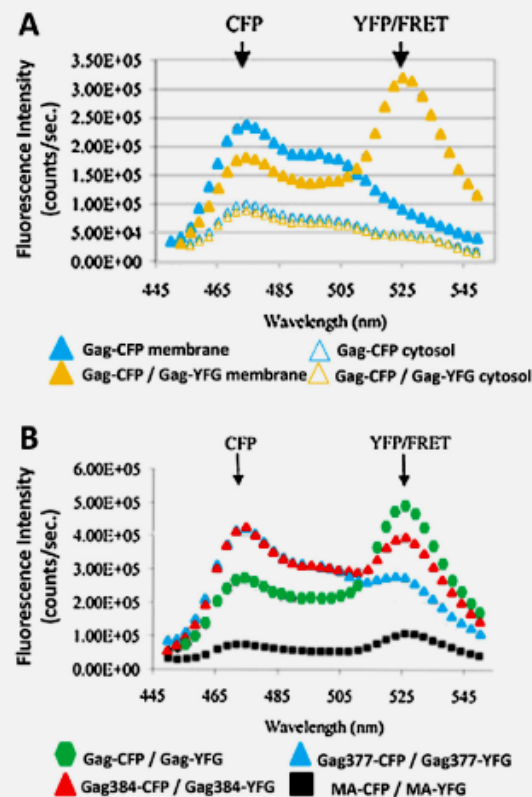 A
CFP
YFP/FRET
Fluorescence Intensity
(counts/sec.)
3.50E+05
3.00E+05
2.50E+05
2.00E+05
1.50E+05
1.00E+05
5.00E+04
0.00E+00
445 465 485 505 525 545
Wavelength (nm)
Gag-CFP membrane
Gag-CFP cytosol
Gag-CFP / Gag-YFG membrane
Gag-CFP / Gag-YFG cytosol
B
CFP
YFP/FRET
Fluorescence Intensity
(counts/sec.)
6.00E+05
5.00E+05
4.00E+05
3.00E+05
2.00E+05
1.00E+05
0.00E+00
445 465 485 505 525 545
Wavelength (nm)
Gag-CFP / Gag-YFG
Gag377-CFP / Gag377-YFG
Gag384-CFP / Gag384-YFG
MA-CFP / MA-YFG